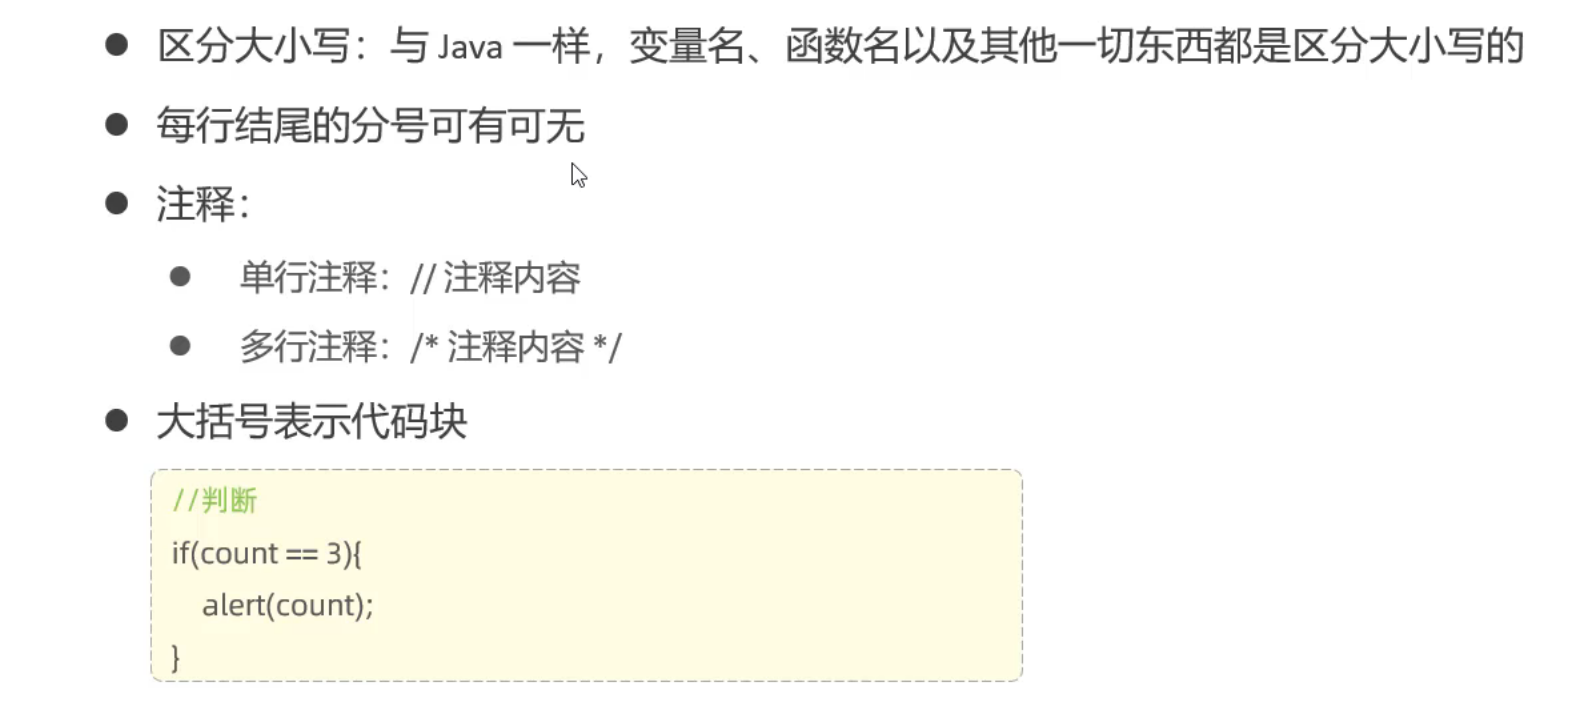 区分大小写：与 Java 一样，变量名、函数名以及其他一切东西都是区分大小写的
每行结尾的分号可有可无
注释：
单行注释：// 注释内容
多行注释：/* 注释内容 */
大括号表示代码块
//判断
if(count == 3){
alert(count);
}